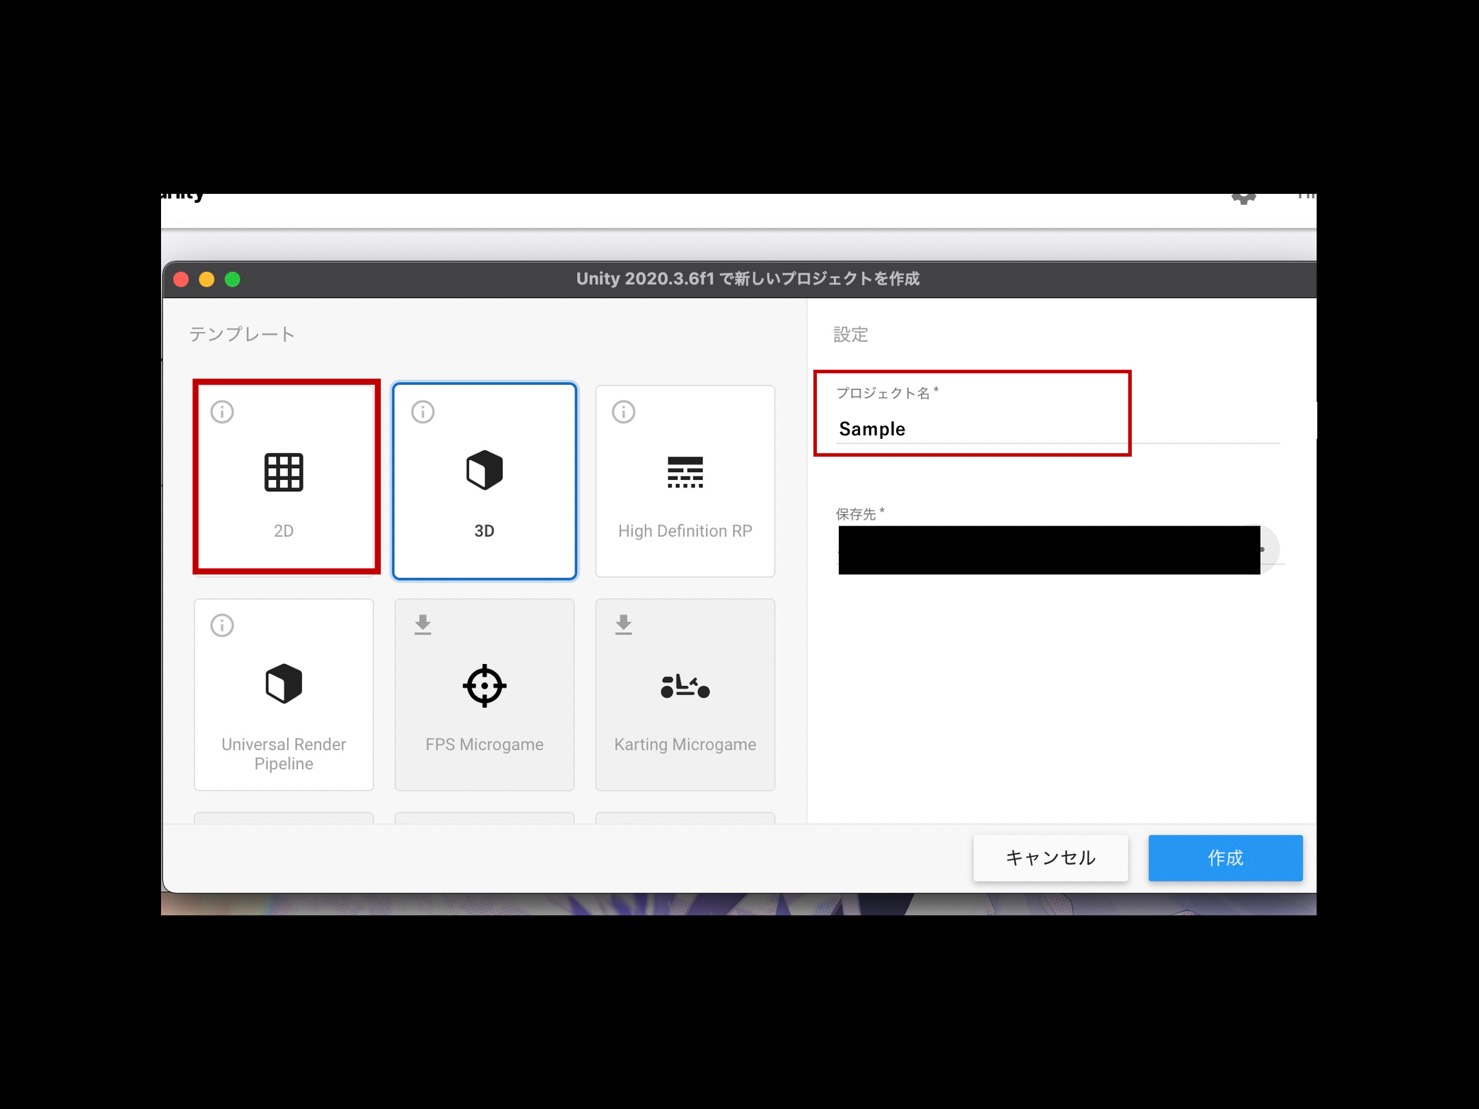 unity
Unity 2020.3.6f1 で新しいプロジェクトを作成
テンプレート
設定
2D
3D
High Definition RP
Universal Render
Pipeline
FPS Microgame
Karting Microgame
プロジェクト名 *
Sample
保存先 *
キャンセル
作成